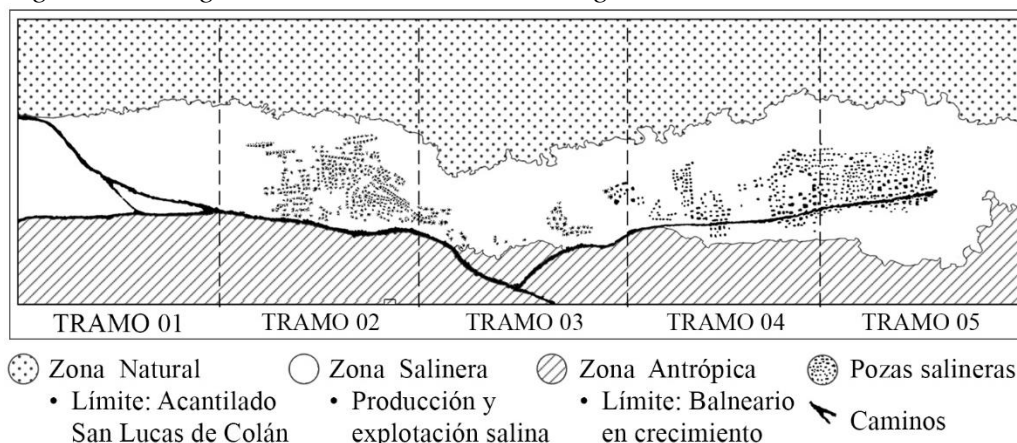 TRAMO 01 TRAMO 02 TRAMO 03 TRAMO 04 TRAMO 05
Zona Natural Zona Salinera Zona Antrópica Pozas salineras
• Límite: Acantilado • Producción y • Límite: Balneario Caminos
San Lucas de Colán explotación salina en crecimiento